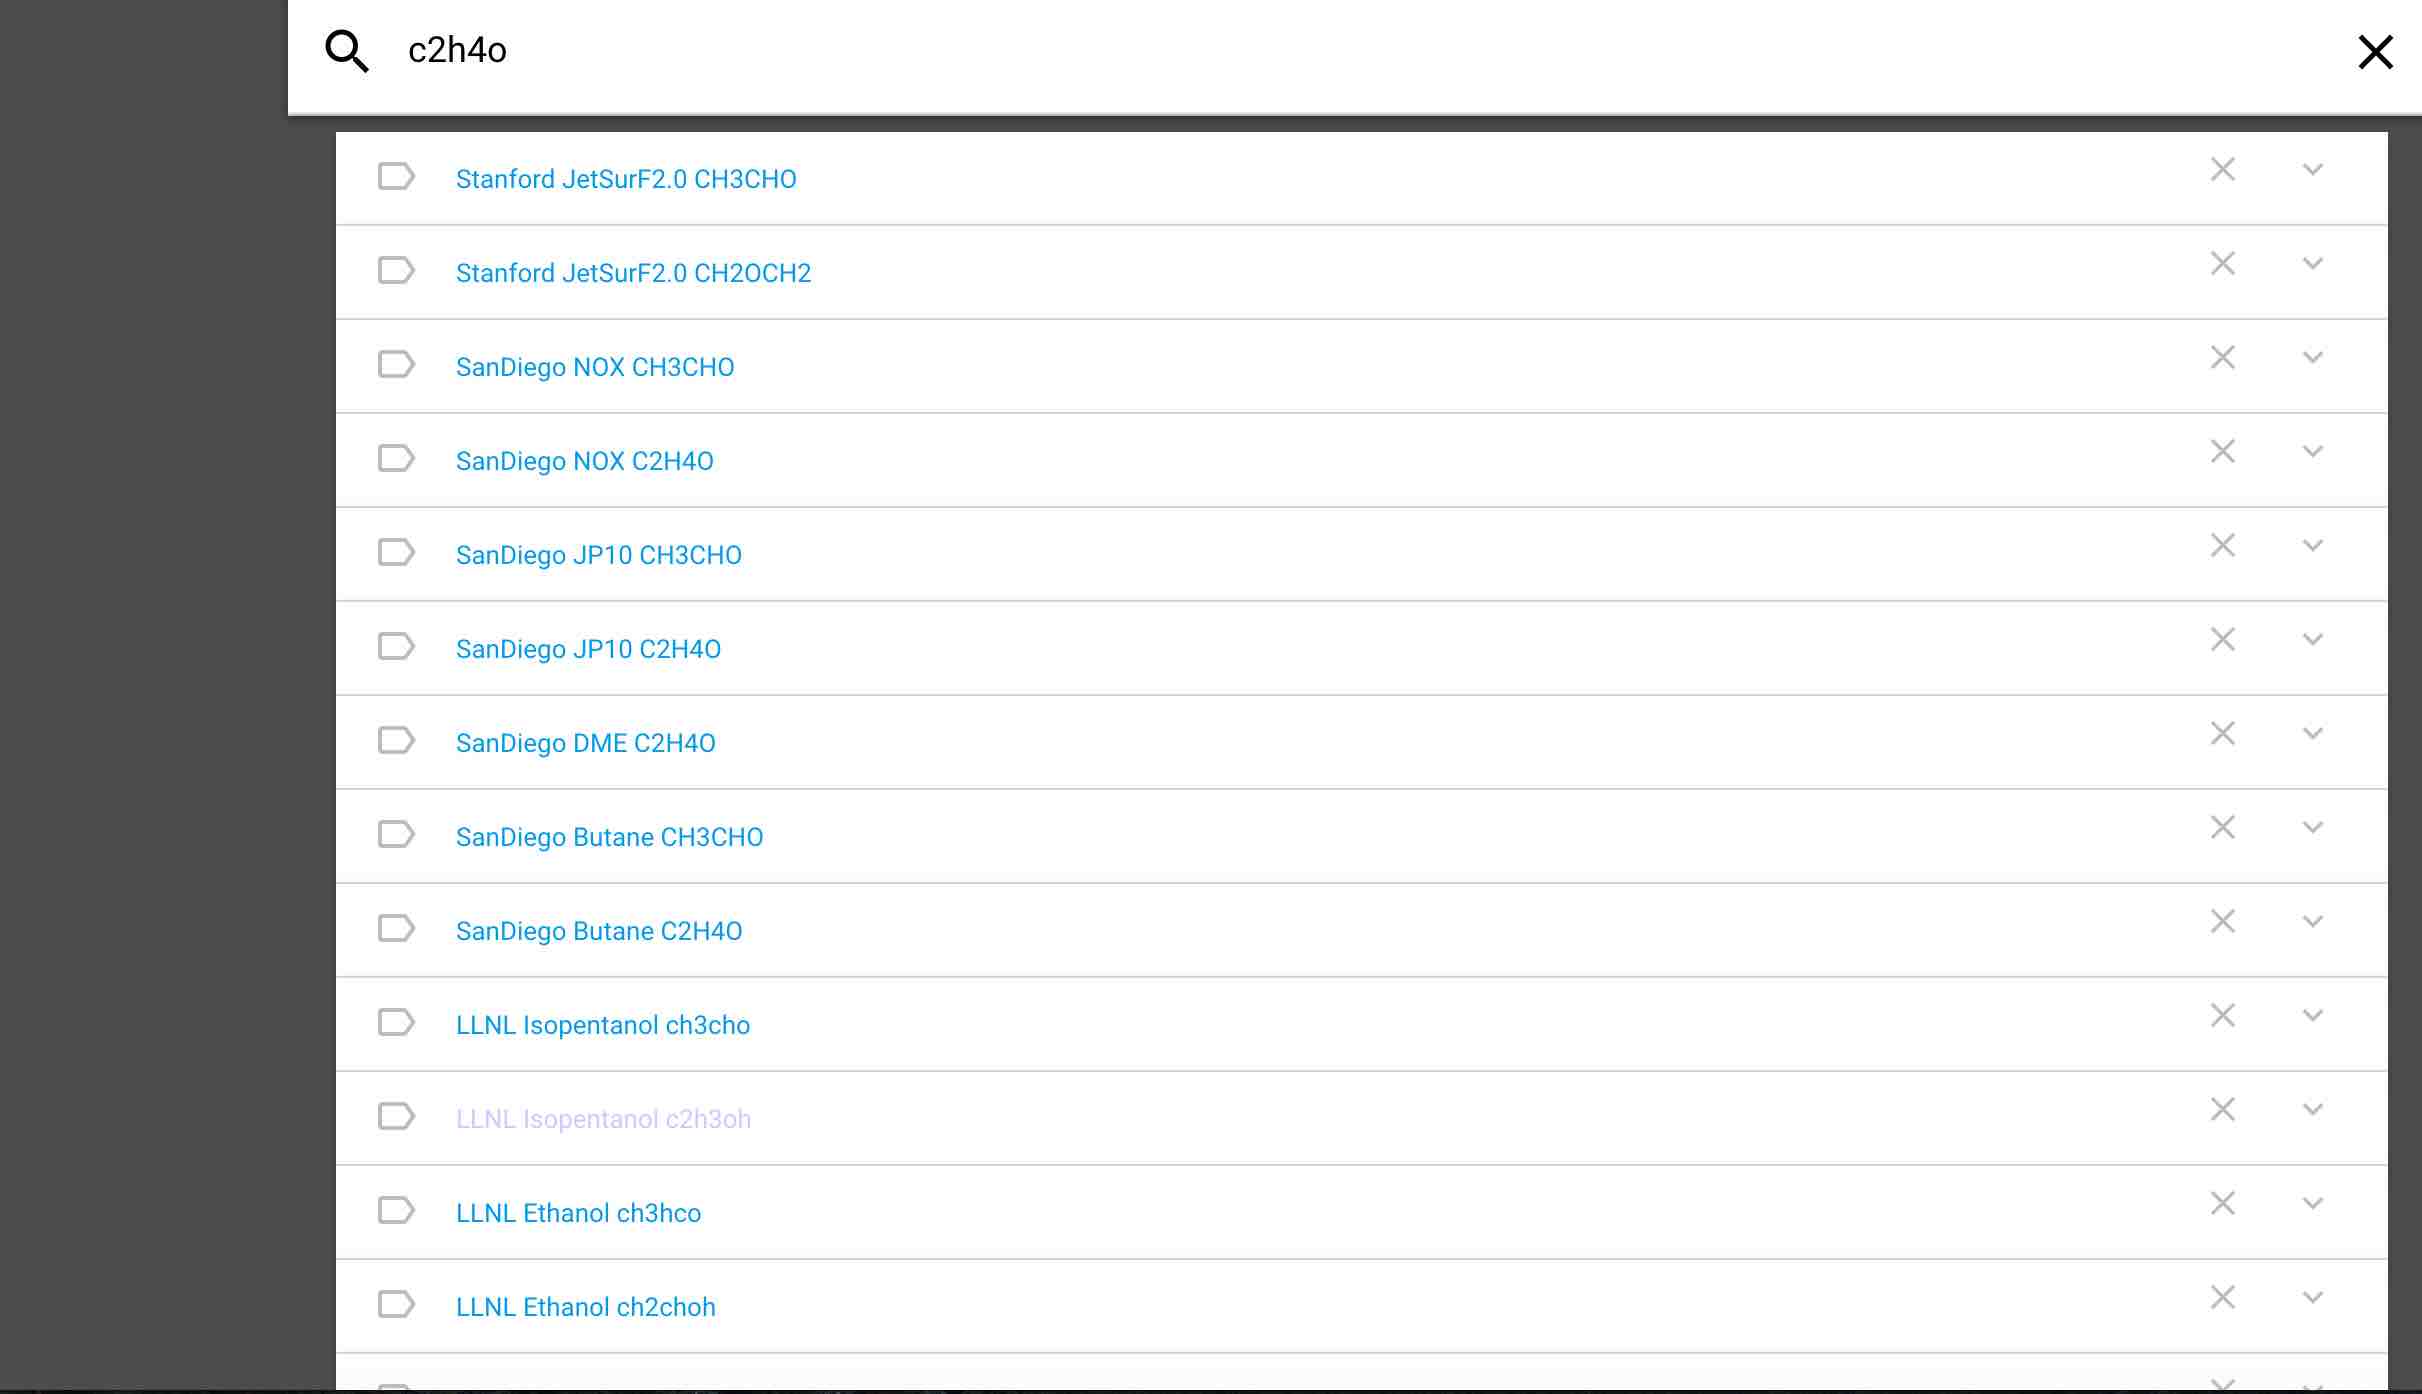 c2h4o
Stanford JetSurF2.0 CH3CHO
Stanford JetSurF2.0 CH2OCH2
SanDiego NOX CH3CHO
SanDiego NOX C2H4O
SanDiego JP10 CH3CHO
SanDiego JP10 C2H4O
SanDiego DME C2H4O
SanDiego Butane CH3CHO
SanDiego Butane C2H4O
LLNL Isopentanol ch3cho
LLNL Isopentanol c2h3oh
LLNL Ethanol ch3hco
LLNL Ethanol ch2choh